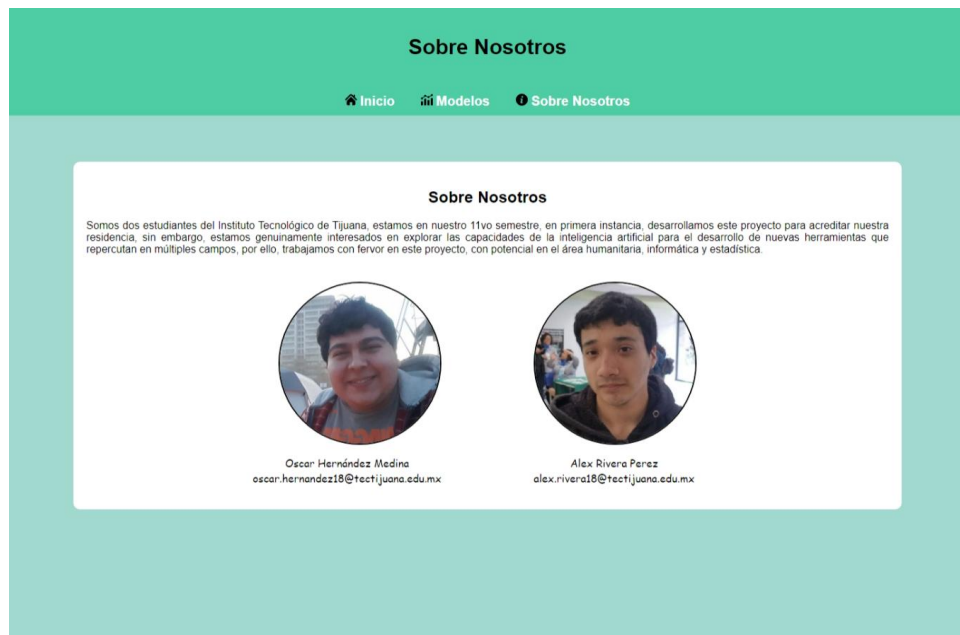 Sobre Nosotros
Inicio Modelos Sobre Nosotros
Sobre Nosotros
Somos dos estudiantes del Instituto Tecnológico de Tijuana, estamos en nuestro 11vo semestre, en primera instancia, desarrollamos este proyecto para acreditar nuestra
residencia, sin embargo, estamos genuinamente interesados en explorar las capacidades de la inteligencia artificial para el desarrollo de nuevas herramientas que
repercutan en múltiples campos, por ello, trabajamos con fervor en este proyecto, con potencial en el área humanitaria, informática y estadística.
Oscar Hernández Medina Alex Rivera Perez
oscar.hernandez18@tectijuana.edu.mx alex.rivera18@tectijuana.edu.mx